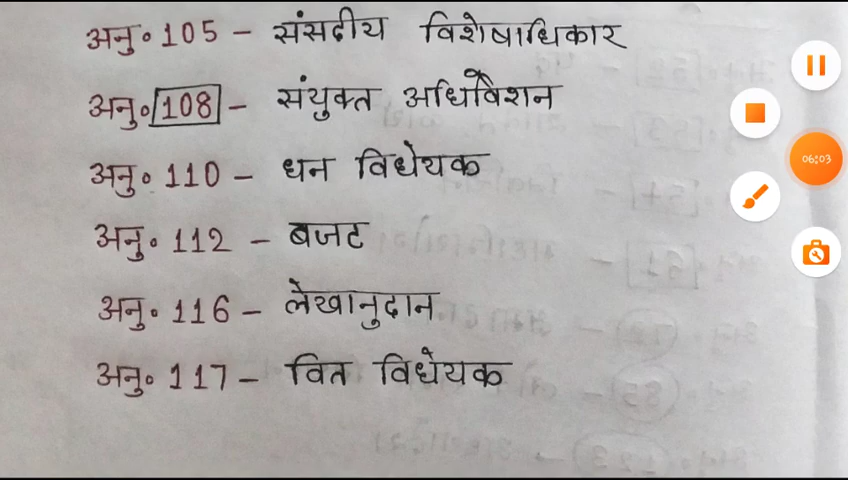 अनु॰ 105 - संसदीय विशेषाधिकार
अनु॰ 108 - संयुक्त अधिवेशन
अनु॰ 110 - धन विधेयक
अनु॰ 112 - बजट
अनु॰ 116 - लेखानुदान
अनु॰ 117 - वित विधेयक
06:03